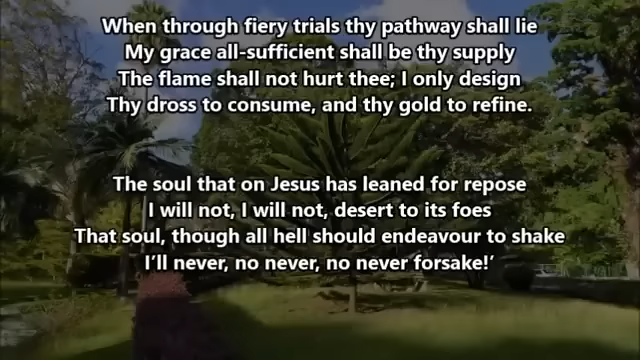 When through fiery trials thy pathway shall lie
My grace all-sufficient shall be thy supply
The flame shall not hurt thee; I only design
Thy dross to consume, and thy gold to refine.
The soul that on Jesus has leaned for repose
I will not, I will not, desert to its foes
That soul, though all hell should endeavour to shake
I’ll never, no never, no never forsake!’